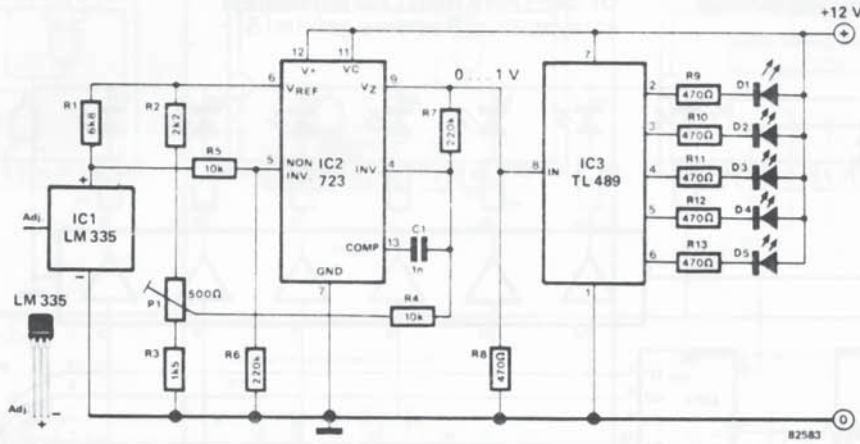 +12 V
12
11
7
V+
VC
6
VREF
9
VZ
0....1 V
R1
6k8
R2
2k2
R7
220k
2
R9
470Ω
D1
3
R10
470Ω
D2
R5
10k
5
NON INV.
IC2
723
4
INV.
8
IN
IC3
TL 489
4
R11
470Ω
D3
+
Adj.
IC1
LM 335
−
5
R12
470Ω
D4
COMP
13
C1
1n
6
R13
470Ω
D5
GND
7
1
P1
500Ω
R4
10k
LM 335
R3
1k5
R6
220k
R8
470Ω
Adj.
+
−
0
82583